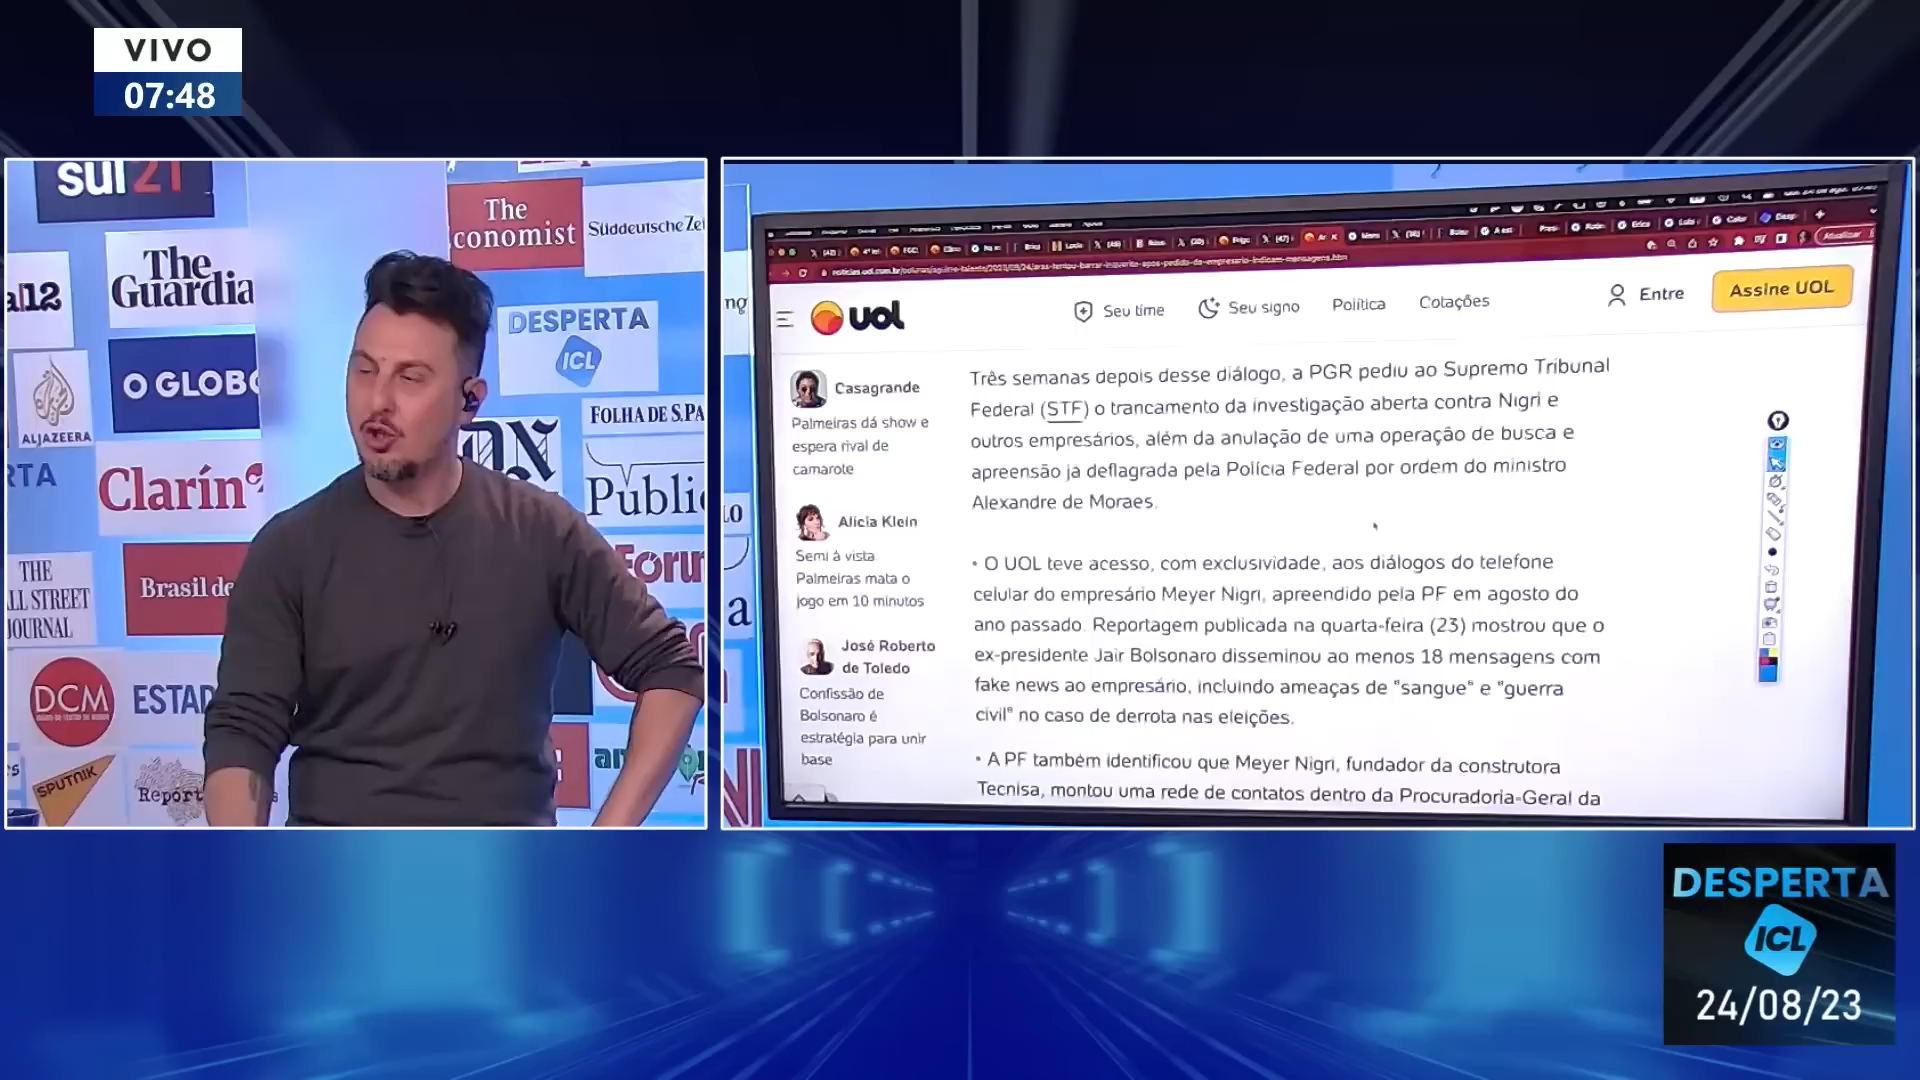 VIVO
07:48
sul21
The
Economist
Süddeutsche Zei
The
Guardia
al12
DESPERTA
ICL
O GLOBO
ALJAZEERA
FOLHA DE S.PA
RTA
Clarín
Públic
THE
LL STREET
JOURNAL
Brasil de
Forum
DCM
ESTAD
SPUTNIK
Report
uol
Seu time
Seu signo
Política
Cotações
Entre
Assine UOL
Casagrande
Palmeiras dá show e
espera rival de
camarote
Alicia Klein
Semi à vista
Palmeiras mata o
jogo em 10 minutos
José Roberto
de Toledo
Confissão de
Bolsonaro é
estratégia para unir
base
Três semanas depois desse diálogo, a PGR pediu ao Supremo Tribunal
Federal (STF) o trancamento da investigação aberta contra Nigri e
outros empresários, além da anulação de uma operação de busca e
apreensão já deflagrada pela Polícia Federal por ordem do ministro
Alexandre de Moraes.
• O UOL teve acesso, com exclusividade, aos diálogos do telefone
celular do empresário Meyer Nigri, apreendido pela PF em agosto do
ano passado. Reportagem publicada na quarta-feira (23) mostrou que o
ex-presidente Jair Bolsonaro disseminou ao menos 18 mensagens com
fake news ao empresário, incluindo ameaças de "sangue" e "guerra
civil" no caso de derrota nas eleições.
• A PF também identificou que Meyer Nigri, fundador da construtora
Tecnisa, montou uma rede de contatos dentro da Procuradoria-Geral da
DESPERTA
ICL
24/08/23